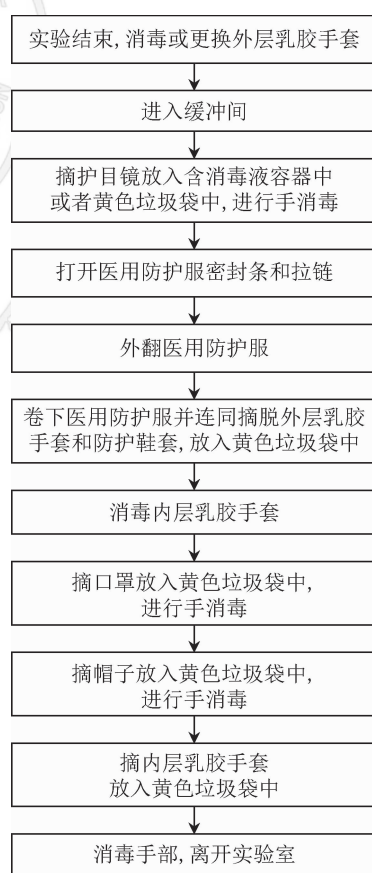 实验结束,消毒或更换外层乳胶手套
进入缓冲间
摘护目镜放入含消毒液容器中
或者黄色垃圾袋中,进行手消毒
打开医用防护服密封条和拉链
外翻医用防护服
卷下医用防护服并连同摘脱外层乳胶
手套和防护鞋套,放入黄色垃圾袋中
消毒内层乳胶手套
摘口罩放入黄色垃圾袋中,
进行手消毒
摘帽子放入黄色垃圾袋中,
进行手消毒
摘内层乳胶手套
放入黄色垃圾袋中
消毒手部,离开实验室